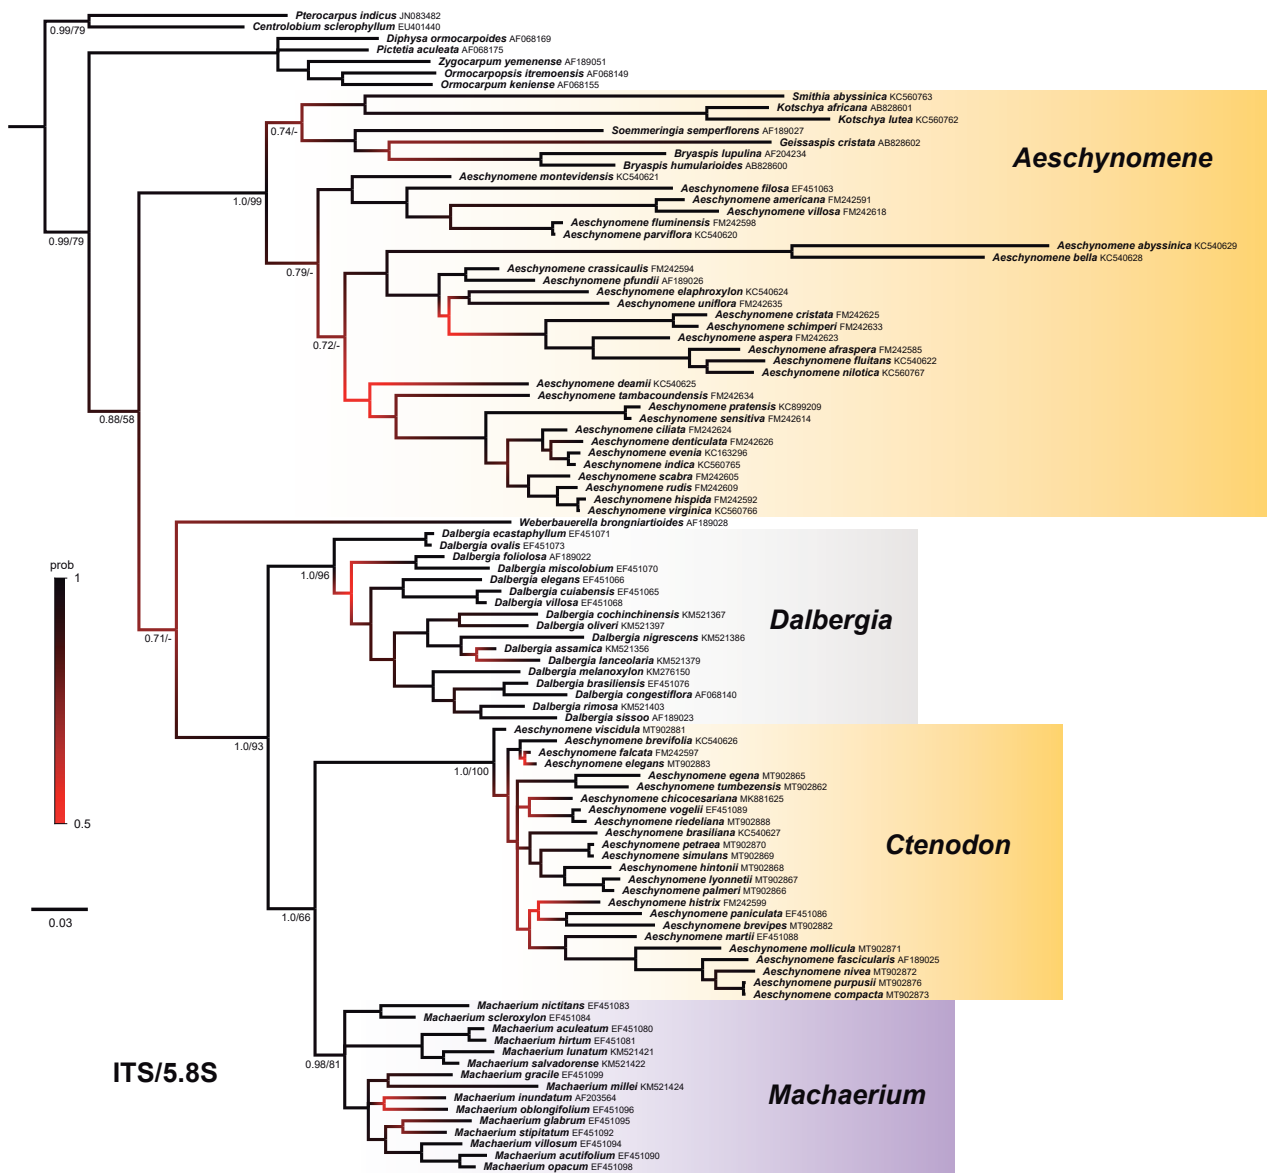 Pterocarpus indicus JN083482
0.99/79
Centrolobium sclerophyllum EU401440
Diphysa ormocarpoides AF068169
Pictetia aculeata AF068175
Zygocarpum yemenense AF189051
Ormocarpopsis itremoensis AF068149
Ormocarpum keniense AF068155
Smithia abyssinica KC560763
Kotschya africana AB828601
Kotschya lutea KC560762
0.74/-
Soemmeringia semperflorens AF189027
Geissaspis cristata AB828602
Bryaspis lupulina AF204234
Bryaspis humularioides AB828600
Aeschynomene
Aeschynomene montevidensis KC540621
Aeschynomene filosa EF451063
1.0/99
Aeschynomene americana FM242591
Aeschynomene villosa FM242618
Aeschynomene fluminensis FM242598
Aeschynomene parviflora KC540620
0.99/79
Aeschynomene abyssinica KC540629
Aeschynomene bella KC540628
0.79/-
Aeschynomene crassicaulis FM242594
Aeschynomene pfundii AF189026
Aeschynomene elaphroxylon KC540624
Aeschynomene uniflora FM242635
Aeschynomene cristata FM242625
Aeschynomene schimperi FM242633
Aeschynomene aspera FM242623
0.72/-
Aeschynomene afraspera FM242585
Aeschynomene fluitans KC540622
Aeschynomene nilotica KC560767
Aeschynomene deamii KC540625
Aeschynomene tambacoundensis FM242634
Aeschynomene pratensis KC899209
Aeschynomene sensitiva FM242614
0.88/58
Aeschynomene ciliata FM242624
Aeschynomene denticulata FM242626
Aeschynomene evenia KC163296
Aeschynomene indica KC560765
Aeschynomene scabra FM242605
Aeschynomene rudis FM242609
Aeschynomene hispida FM242592
Aeschynomene virginica KC560766
Weberbauerella brongniartioides AF189028
Dalbergia ecastaphyllum EF451071
Dalbergia ovalis EF451073
Dalbergia foliolosa AF189022
Dalbergia miscolobium EF451070
prob
1
1.0/96
Dalbergia elegans EF451066
Dalbergia cuiabensis EF451065
Dalbergia villosa EF451068
Dalbergia cochinchinensis KM521367
Dalbergia
Dalbergia oliveri KM521397
0.71/-
Dalbergia nigrescens KM521386
Dalbergia assamica KM521356
Dalbergia lanceolaria KM521379
Dalbergia melanoxylon KM276150
Dalbergia brasiliensis EF451076
Dalbergia congestiflora AF068140
Dalbergia rimosa KM521403
Dalbergia sissoo AF189023
Aeschynomene viscidula MT902881
1.0/93
Aeschynomene brevifolia KC540626
Aeschynomene falcata FM242597
Aeschynomene elegans MT902883
1.0/100
Aeschynomene egena MT902865
Aeschynomene tumbezensis MT902862
Aeschynomene chicocesariana MK881625
Aeschynomene vogelii EF451089
0.5
Aeschynomene riedeliana MT902888
Aeschynomene brasiliana KC540627
Ctenodon
Aeschynomene petraea MT902870
Aeschynomene simulans MT902869
Aeschynomene hintonii MT902868
Aeschynomene lyonnetii MT902867
Aeschynomene palmeri MT902866
Aeschynomene histrix FM242599
0.03
1.0/66
Aeschynomene paniculata EF451086
Aeschynomene brevipes MT902882
Aeschynomene martii EF451088
Aeschynomene mollicula MT902871
Aeschynomene fascicularis AF189025
Aeschynomene nivea MT902872
Aeschynomene purpusii MT902876
Aeschynomene compacta MT902873
Machaerium nictitans EF451083
Machaerium scleroxylon EF451084
Machaerium aculeatum EF451080
Machaerium hirtum EF451081
Machaerium lunatum KM521421
Machaerium salvadorense KM521422
0.98/81
ITS/5.8S
Machaerium gracile EF451099
Machaerium millei KM521424
Machaerium
Machaerium inundatum AF203564
Machaerium oblongifolium EF451096
Machaerium glabrum EF451095
Machaerium stipitatum EF451092
Machaerium villosum EF451094
Machaerium acutifolium EF451090
Machaerium opacum EF451098